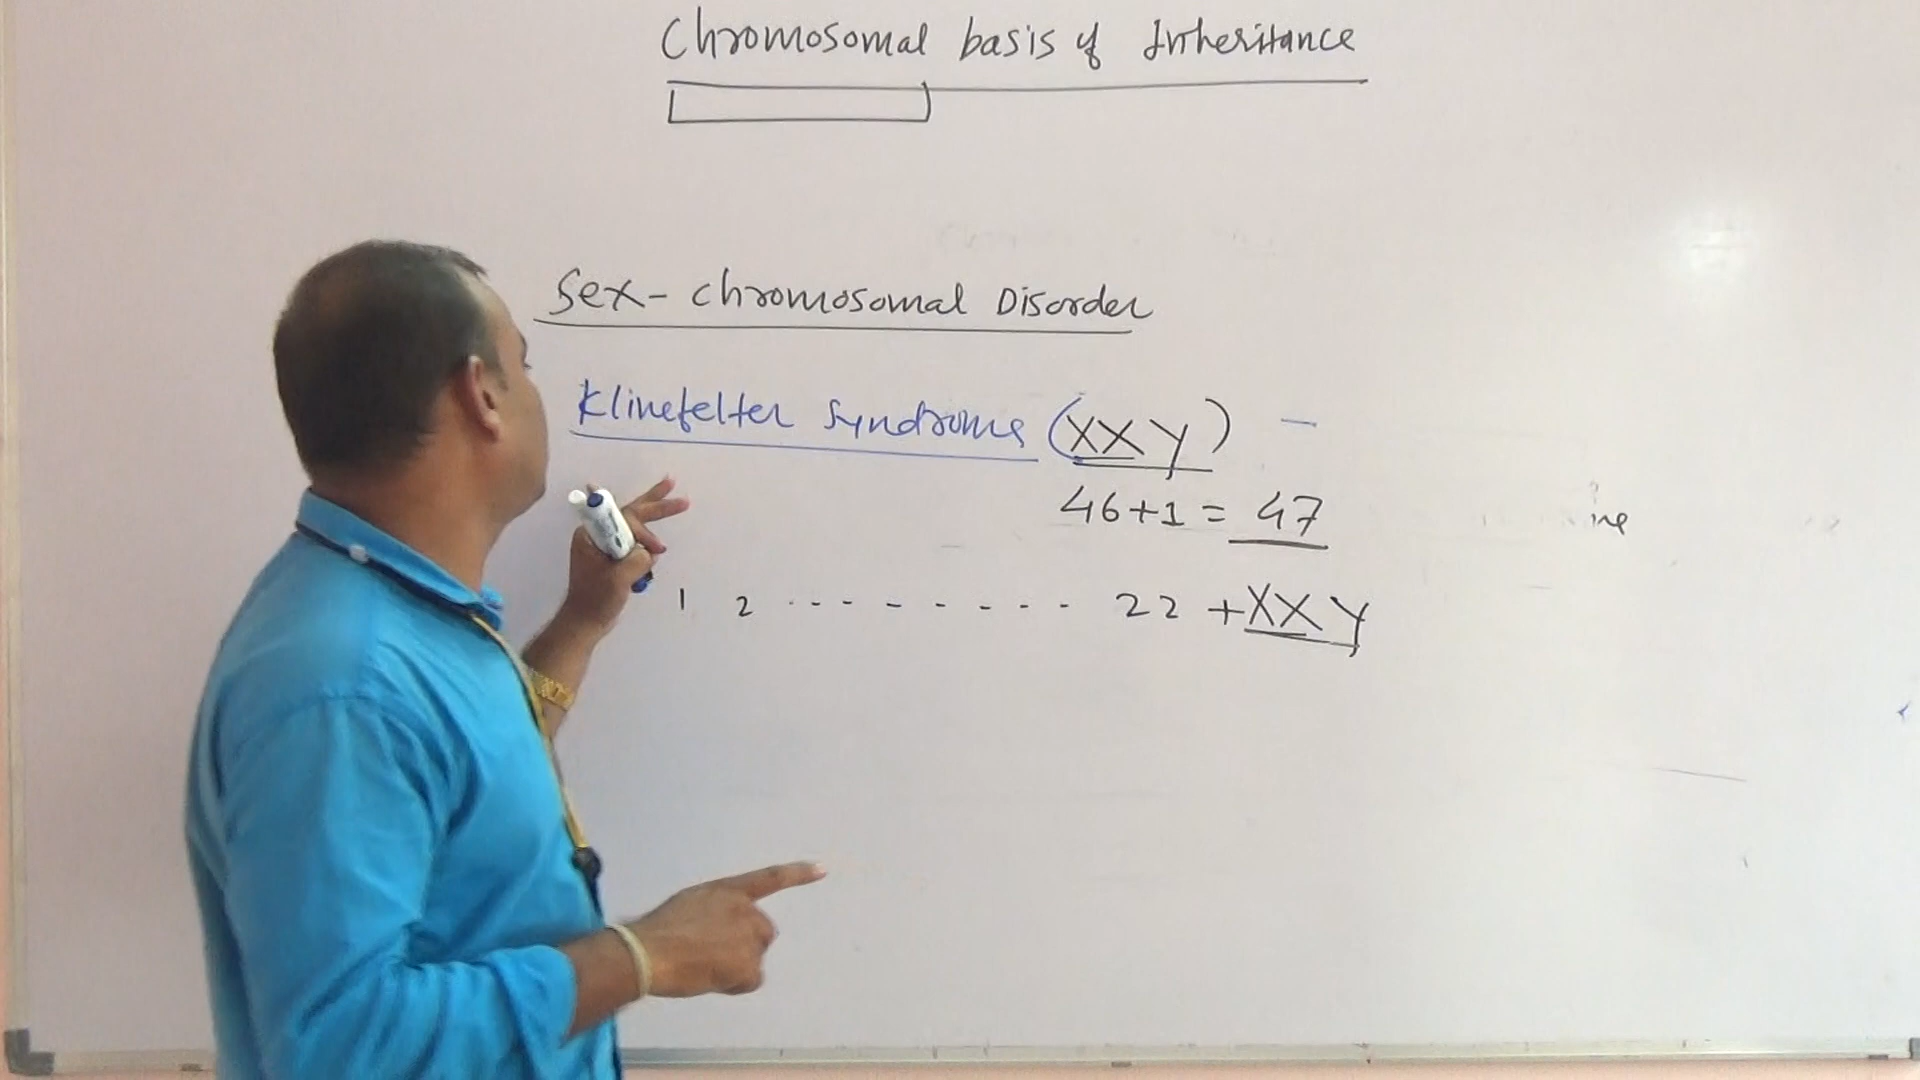 Chromosomal basis of Inheritance
Sex- chromosomal Disorder
Klinefelter Syndrome (XXY) -
46+1 = 47
1 2 ........- - - - - - - 22 + XXY